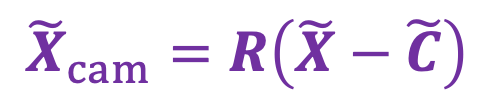 X̃cam = R(X̃ − C̃)